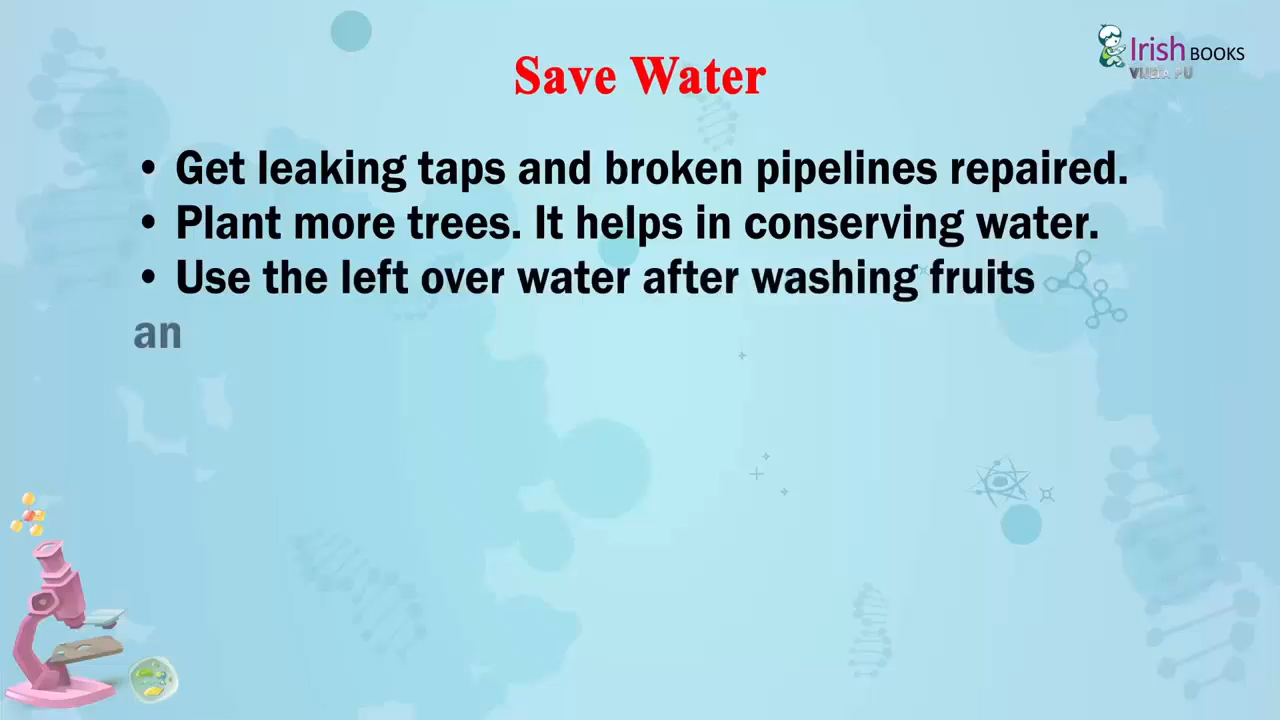 Irish BOOKS
Save Water
• Get leaking taps and broken pipelines repaired.
• Plant more trees. It helps in conserving water.
• Use the left over water after washing fruits
an